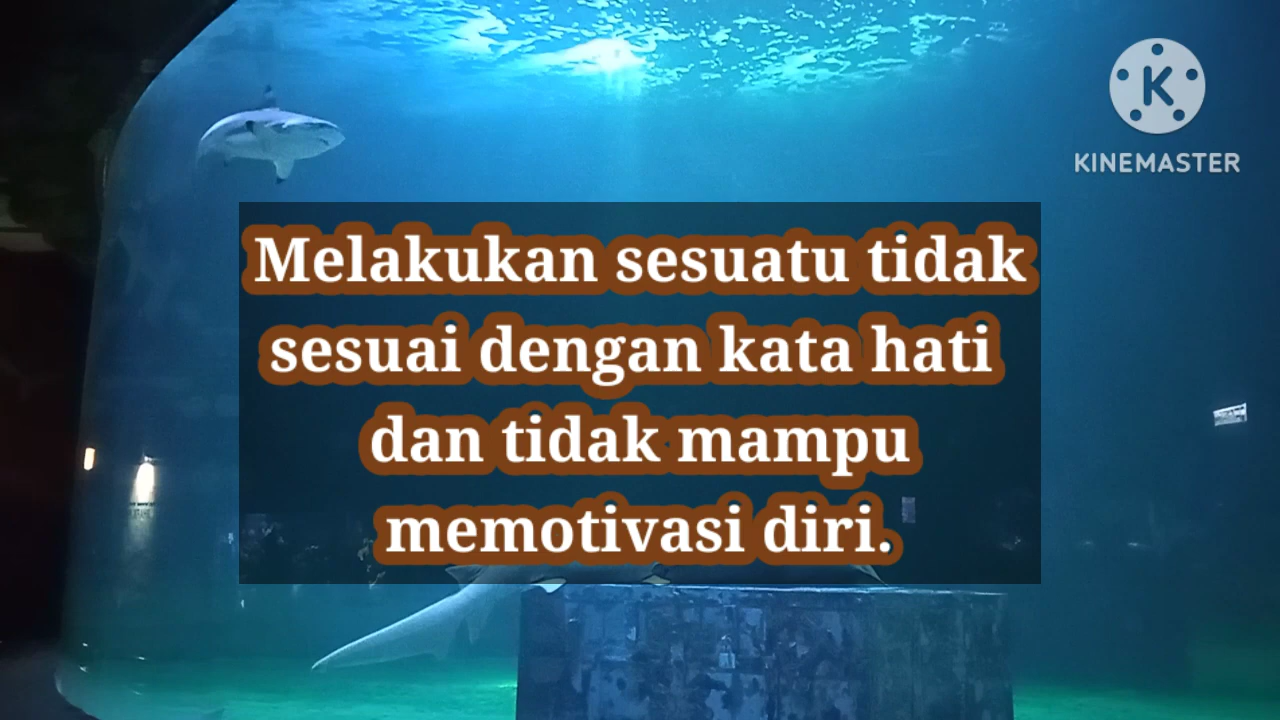 KINEMASTER
Melakukan sesuatu tidak
sesuai dengan kata hati
dan tidak mampu
memotivasi diri.